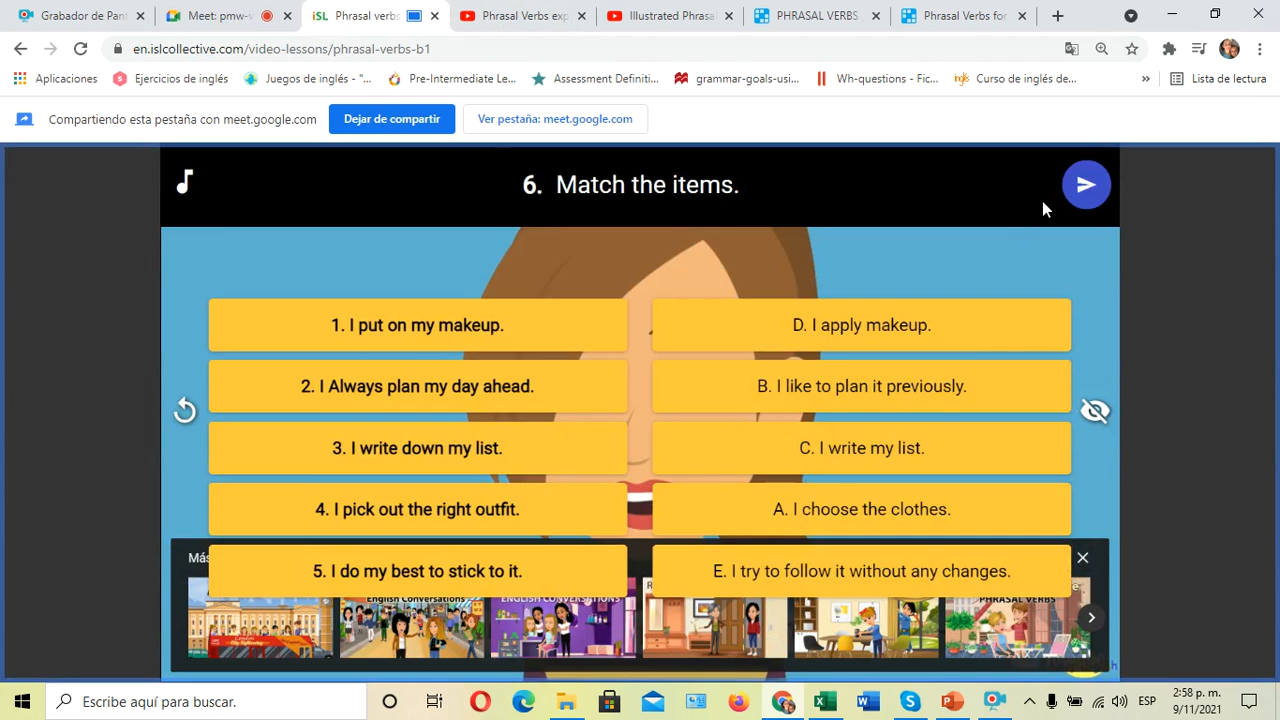 Grabador de Pan
Meet: pmw-v
iSL Phrasal verbs
Phrasal Verbs exp
Illustrated Phrasal
PHRASAL VERBS
Phrasal Verbs for
en.islcollective.com/video-lessons/phrasal-verbs-b1
Aplicaciones
Ejercicios de inglés
Juegos de inglés - "...
Pre-Intermediate Le...
Assessment Definiti...
grammar-goals-usi...
Wh-questions - Fic...
Curso de inglés de...
»
Lista de lectura
Compartiendo esta pestaña con meet.google.com
Dejar de compartir
Ver pestaña: meet.google.com
6. Match the items.
1. I put on my makeup.
D. I apply makeup.
2. I Always plan my day ahead.
B. I like to plan it previously.
3. I write down my list.
C. I write my list.
4. I pick out the right outfit.
A. I choose the clothes.
Más
5. I do my best to stick to it.
E. I try to follow it without any changes.
English Conversations
ENGLISH CONVERSATIONS
PHRASAL VERBS
Escribe aquí para buscar.
ESP
2:58 p. m.
9/11/2021